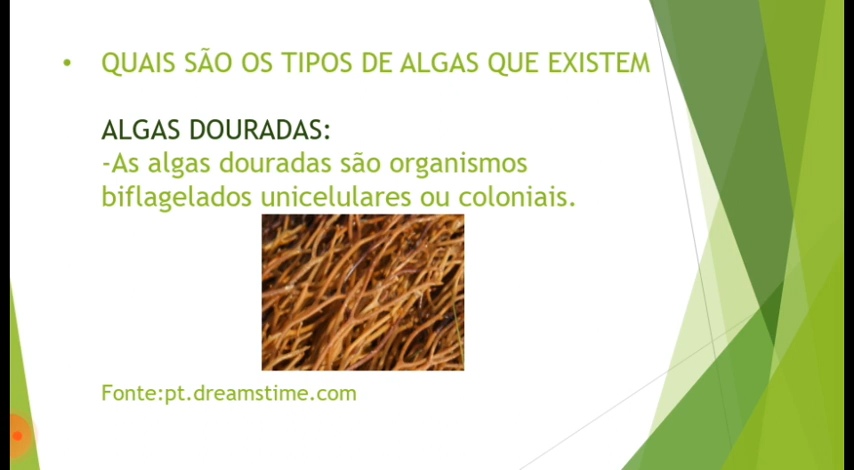 • QUAIS SÃO OS TIPOS DE ALGAS QUE EXISTEM
ALGAS DOURADAS:
-As algas douradas são organismos
biflagelados unicelulares ou coloniais.
Fonte:pt.dreamstime.com